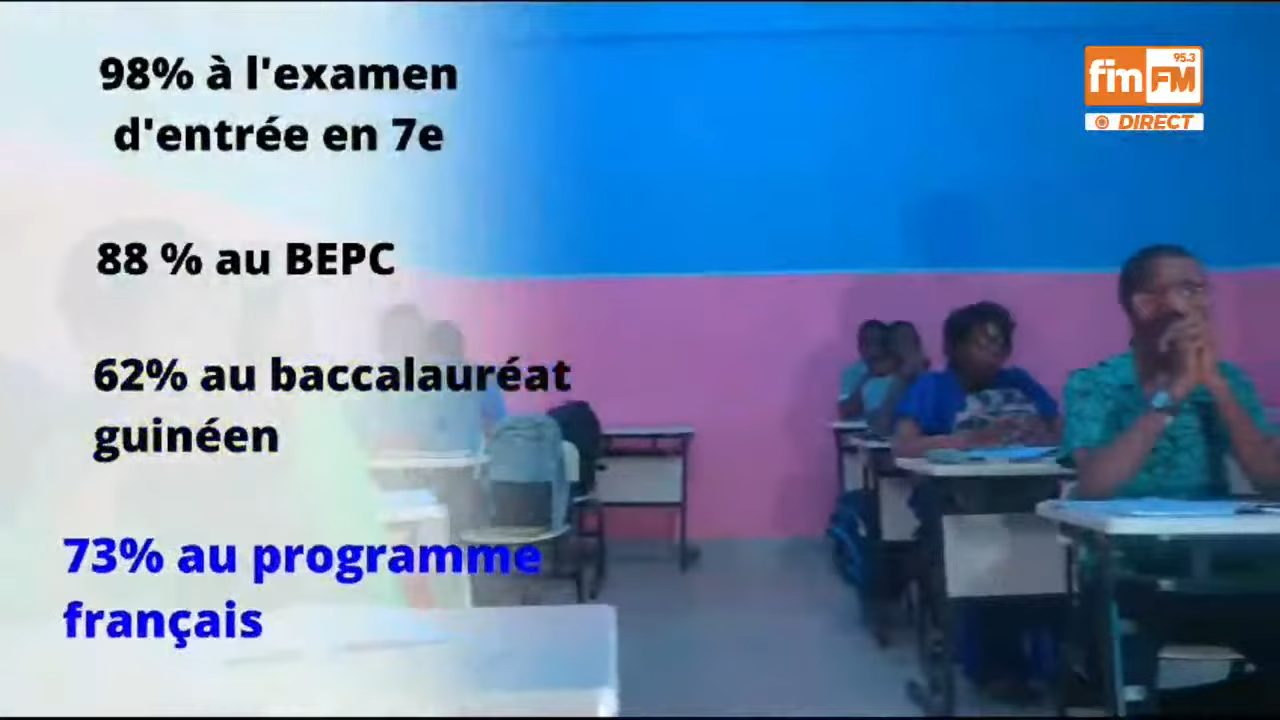 98% à l'examen
d'entrée en 7e
88 % au BEPC
62% au baccalauréat
guinéen
73% au programme
français
95.3
fim FM
DIRECT